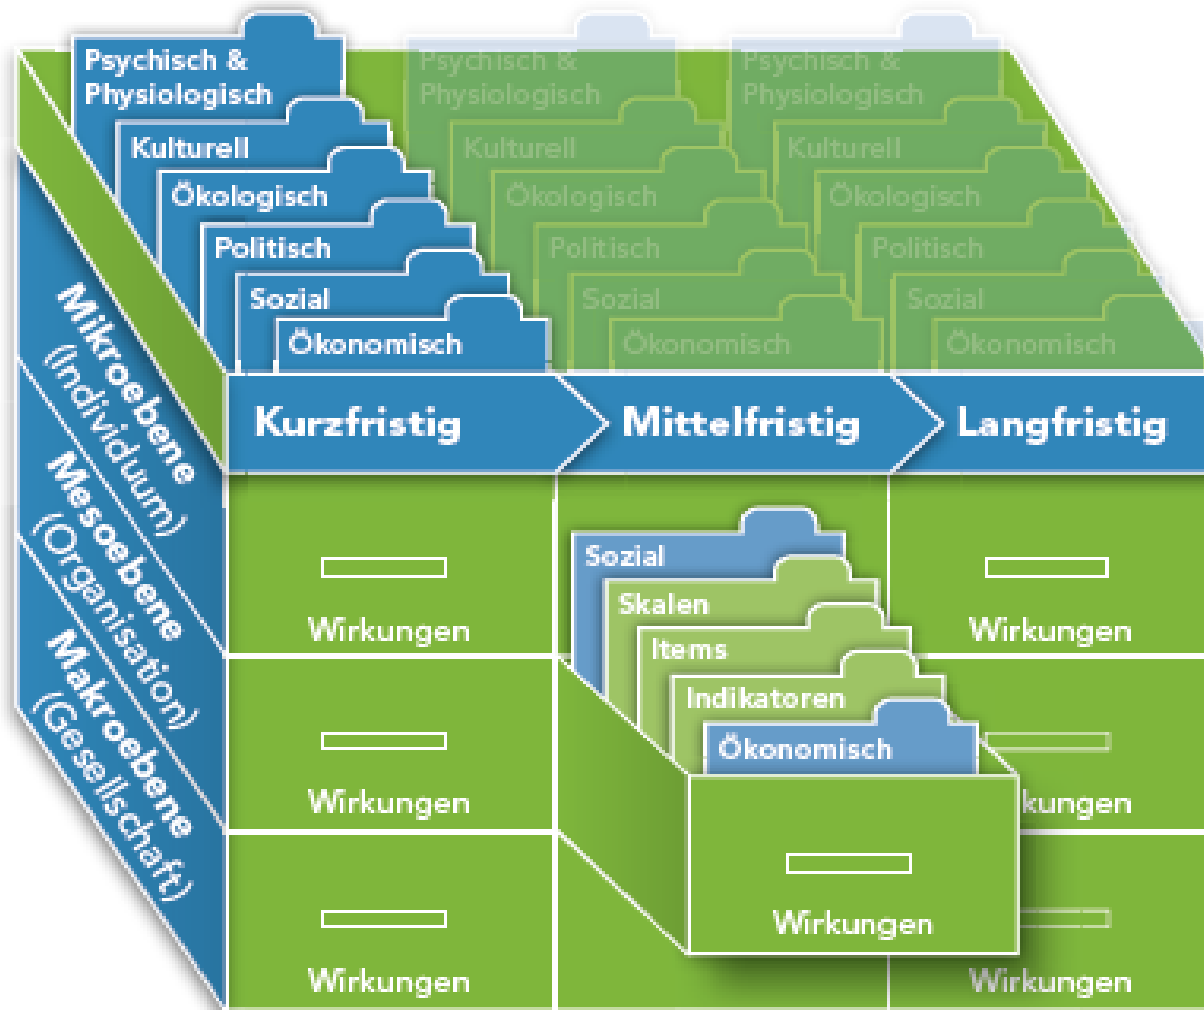 Psychisch &
Physiologisch
Kulturell
Ökologisch
Politisch
Sozial
Ökonomisch
Psychisch &
Physiologisch
Kulturell
Ökologisch
Politisch
Sozial
Ökonomisch
Psychisch &
Physiologisch
Kulturell
Ökologisch
Politisch
Sozial
Ökonomisch
Kurzfristig
Mittelfristig
Langfristig
Mikroebene
(Individuum)
Mesoebene
(Organisation)
Makroebene
(Gesellschaft)
Wirkungen
Wirkungen
Wirkungen
Sozial
Skalen
Items
Indikatoren
Ökonomisch
Wirkungen
Wirkungen
kungen
Wirkungen